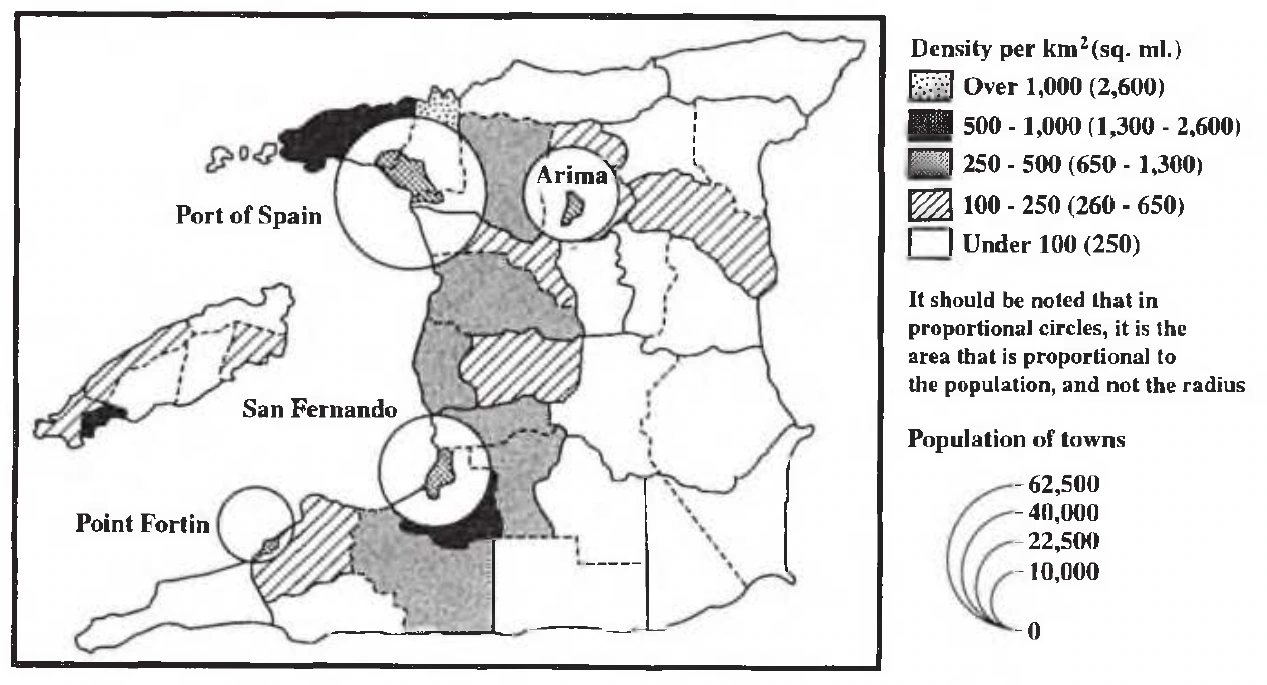 Port of Spain
Arima
San Fernando
Point Fortin
Density per km²(sq. ml.)
Over 1,000 (2,600)
500 - 1,000 (1,300 - 2,600)
250 - 500 (650 - 1,300)
100 - 250 (260 - 650)
Under 100 (250)
It should be noted that in
proportional circles, it is the
area that is proportional to
the population, and not the radius
Population of towns
62,500
40,000
22,500
10,000
0